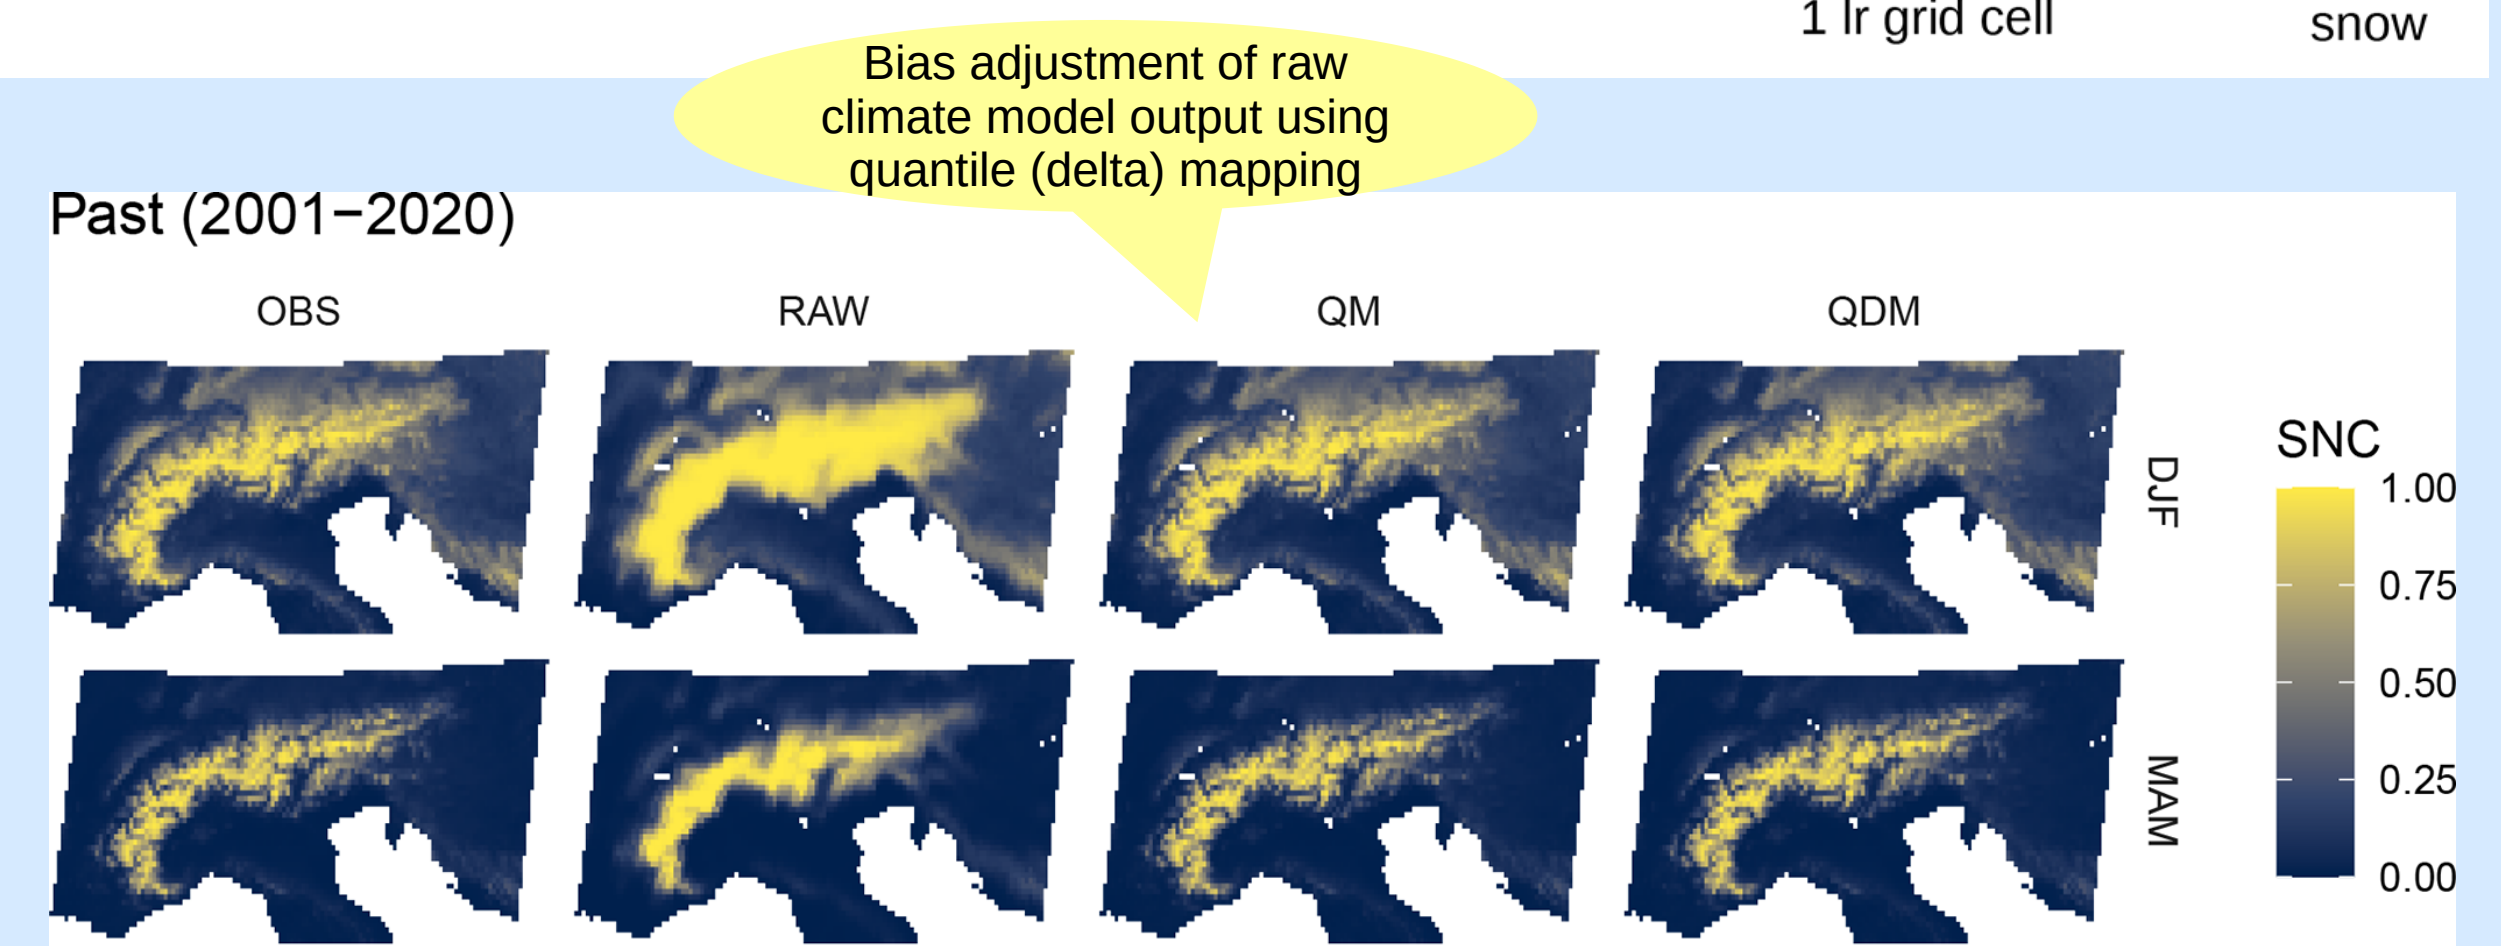 1 lr grid cell
snow
Bias adjustment of raw
climate model output using
quantile (delta) mapping
Past (2001−2020)
OBS
RAW
QM
QDM
DJF
MAM
SNC
1.00
0.75
0.50
0.25
0.00